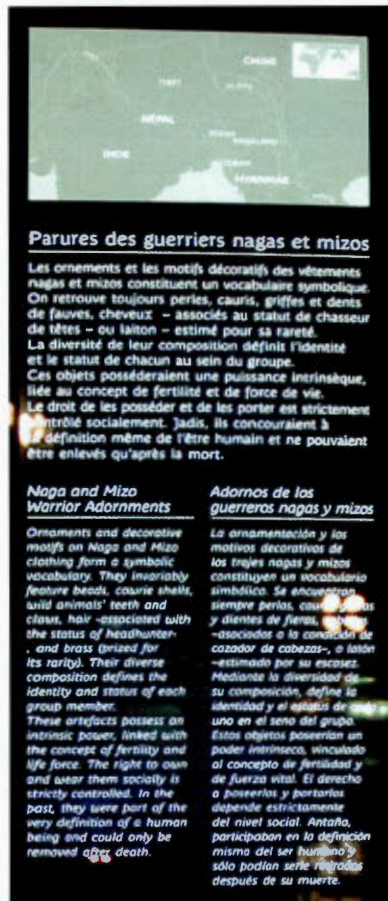 CHINE
TIBET
NÉPAL
INDE
MYANMAR
Parures des guerriers nagas et mizos
Les ornements et les motifs décoratifs des vêtements
nagas et mizos constituent un vocabulaire symbolique.
On retrouve toujours perles, cauris, griffes et dents
de fauves, cheveux – associés au statut de chasseur
de têtes – ou laiton – estimé pour sa rareté.
La diversité de leur composition définit l'identité
et le statut de chacun au sein du groupe.
Ces objets posséderaient une puissance intrinsèque,
liée au concept de fertilité et de force de vie.
Le droit de les posséder et de les porter est strictement
contrôlé socialement. Jadis, ils concouraient à
la définition même de l'être humain et ne pouvaient
être enlevés qu'après la mort.
Naga and Mizo
Warrior Adornments
Ornaments and decorative
motifs on Naga and Mizo
clothing form a symbolic
vocabulary. They invariably
feature beads, cowrie shells,
wild animals' teeth and
claws, hair –associated with
the status of headhunter–
, and brass (prized for
its rarity). Their diverse
composition defines the
identity and status of each
group member.
These artefacts possess an
intrinsic power, linked with
the concept of fertility and
life force. The right to own
and wear them socially is
strictly controlled. In the
past, they were part of the
very definition of a human
being and could only be
removed after death.
Adornos de los
guerreros nagas y mizos
La ornamentación y los
motivos decorativos de
los trajes nagas y mizos
constituyen un vocabulario
simbólico. Se encuentran
siempre perlas,
y dientes de fieras,
–asociados a la condición de
cazador de cabezas–, o latón
–estimado por su escasez.
Mediante la diversidad de
su composición, define la
identidad y el estatus de cada
uno en el seno del grupo.
Estos objetos poseerían un
poder intrínseco, vinculado
al concepto de fertilidad y
de fuerza vital. El derecho
a poseerlos y portarlos
depende estrictamente
del nivel social. Antaño,
participaban en la definición
misma del ser humano y
sólo podían serle retirados
después de su muerte.